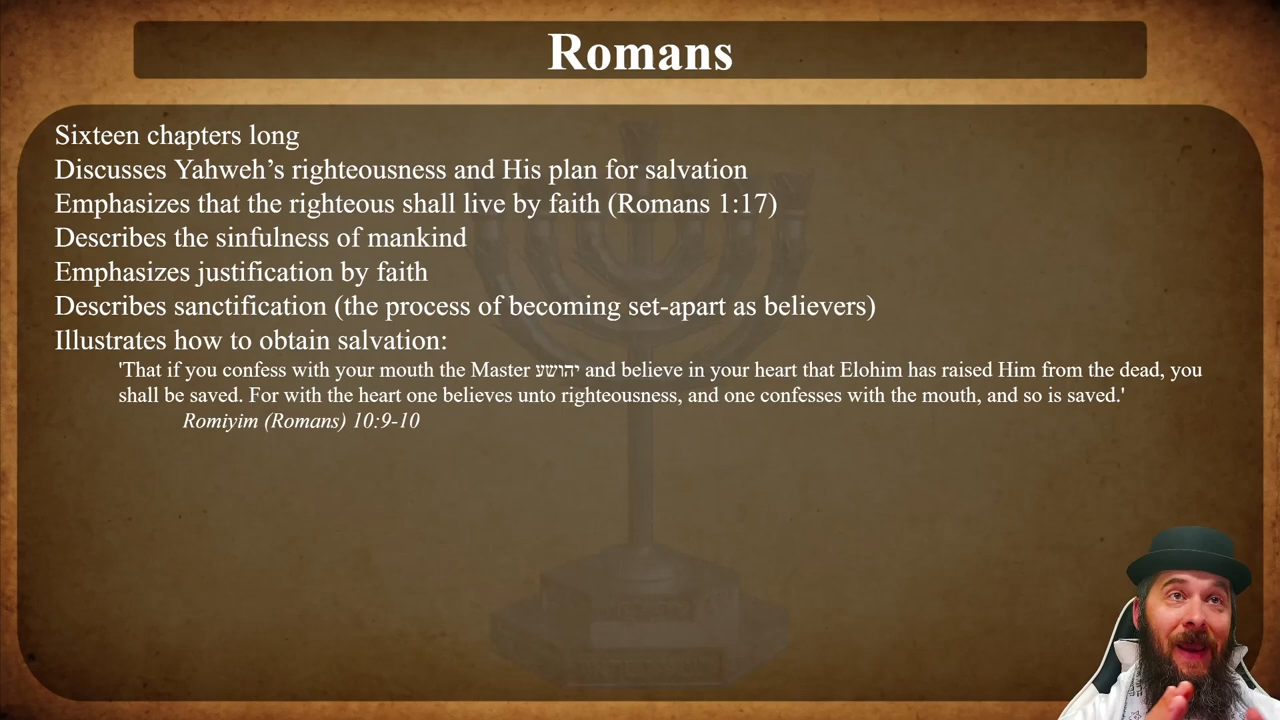 Romans
Sixteen chapters long
Discusses Yahweh’s righteousness and His plan for salvation
Emphasizes that the righteous shall live by faith (Romans 1:17)
Describes the sinfulness of mankind
Emphasizes justification by faith
Describes sanctification (the process of becoming set-apart as believers)
Illustrates how to obtain salvation:
'That if you confess with your mouth the Master יהושע and believe in your heart that Elohim has raised Him from the dead, you
shall be saved. For with the heart one believes unto righteousness, and one confesses with the mouth, and so is saved.'
Romiyim (Romans) 10:9-10